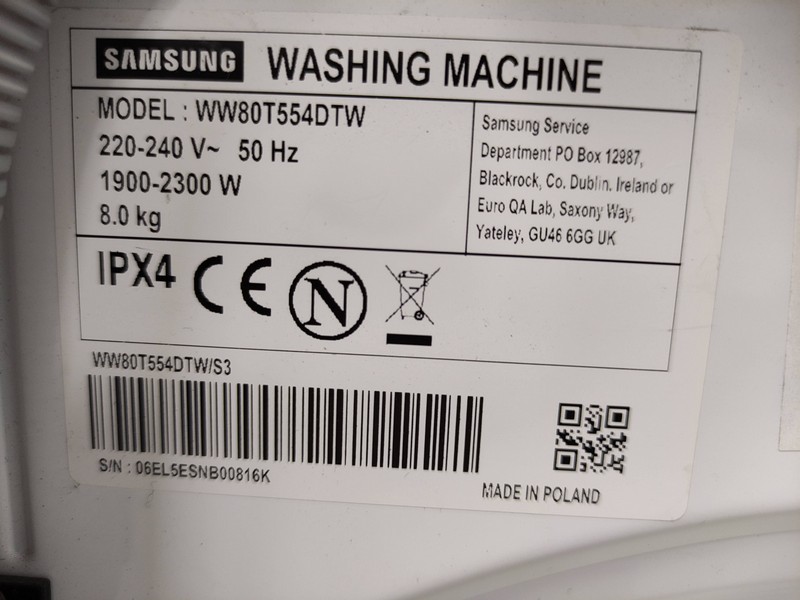 SAMSUNG WASHING MACHINE
MODEL : WW80T554DTW
220-240 V~ 50 Hz
1900-2300 W
8.0 kg
Samsung Service
Department PO Box 12987,
Blackrock, Co. Dublin. Ireland or
Euro QA Lab, Saxony Way,
Yateley, GU46 6GG UK
IPX4 CE N
WW80T554DTW/S3
S/N : 06EL5ESNB00816K
MADE IN POLAND